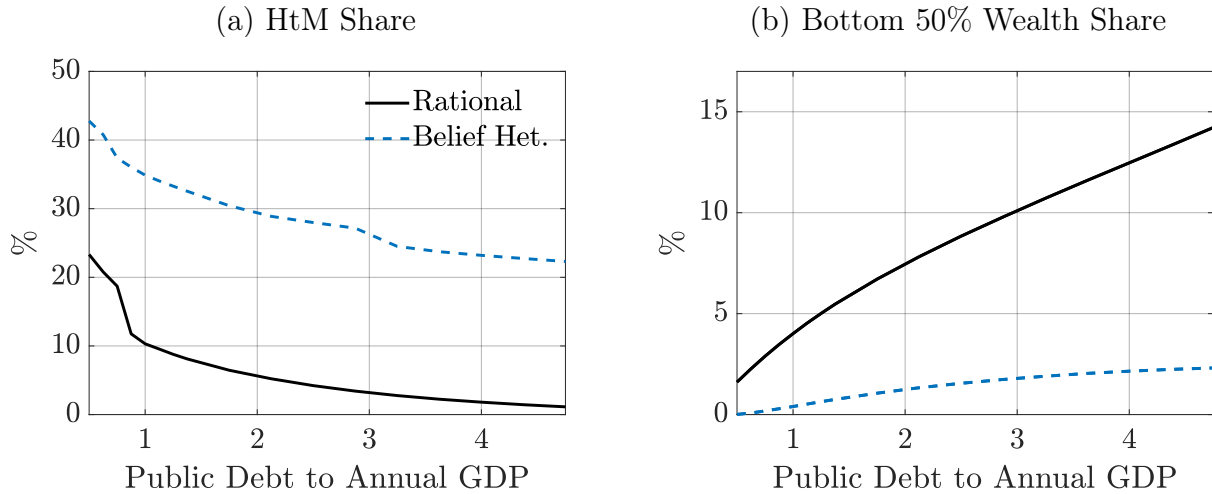 (a) HtM Share
50
40
30
20
10
0
%
1 2 3 4
Public Debt to Annual GDP
Rational
Belief Het.
(b) Bottom 50% Wealth Share
15
10
5
0
%
1 2 3 4
Public Debt to Annual GDP